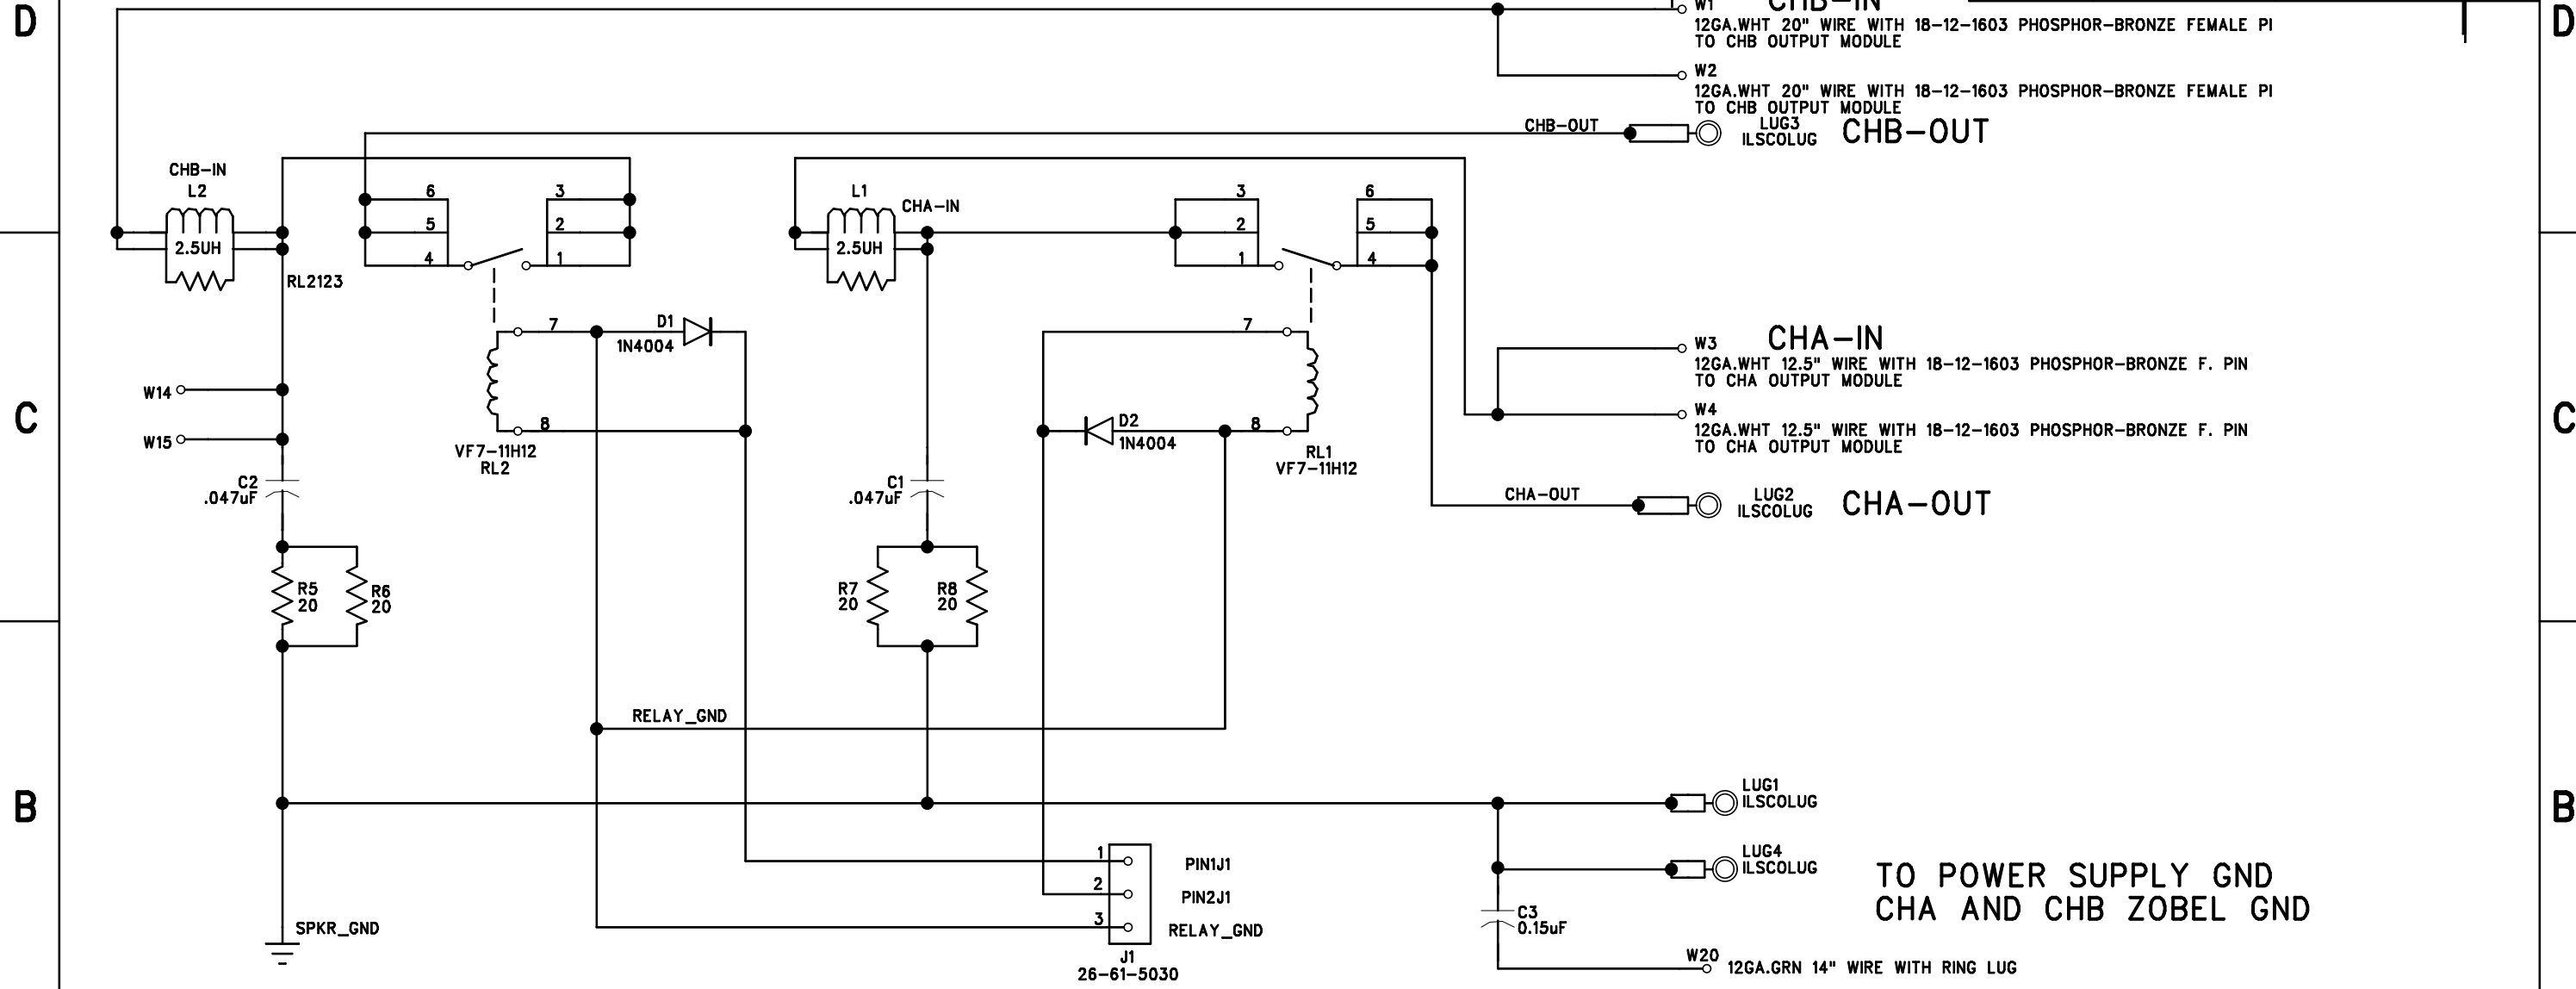 D
W1
CHB-IN
D
12GA.WHT 20" WIRE WITH 18-12-1603 PHOSPHOR-BRONZE FEMALE PI
TO CHB OUTPUT MODULE
W2
12GA.WHT 20" WIRE WITH 18-12-1603 PHOSPHOR-BRONZE FEMALE PI
TO CHB OUTPUT MODULE
CHB-OUT
LUG3
ILSCOLUG
CHB-OUT
CHB-IN
L2
2.5UH
RL2123
6
5
4
3
2
1
L1
2.5UH
CHA-IN
3
2
1
6
5
4
7
D1
1N4004
8
VF7-11H12
RL2
7
D2
1N4004
8
RL1
VF7-11H12
W3
CHA-IN
12GA.WHT 12.5" WIRE WITH 18-12-1603 PHOSPHOR-BRONZE F. PIN
TO CHA OUTPUT MODULE
W4
12GA.WHT 12.5" WIRE WITH 18-12-1603 PHOSPHOR-BRONZE F. PIN
TO CHA OUTPUT MODULE
C
C
W14
W15
C2
.047uF
C1
.047uF
CHA-OUT
LUG2
ILSCOLUG
CHA-OUT
R5
20
R6
20
R7
20
R8
20
RELAY_GND
B
B
LUG1
ILSCOLUG
LUG4
ILSCOLUG
TO POWER SUPPLY GND
CHA AND CHB ZOBEL GND
1
PIN1J1
2
PIN2J1
3
RELAY_GND
J1
26-61-5030
SPKR_GND
C3
0.15uF
W20
12GA.GRN 14" WIRE WITH RING LUG